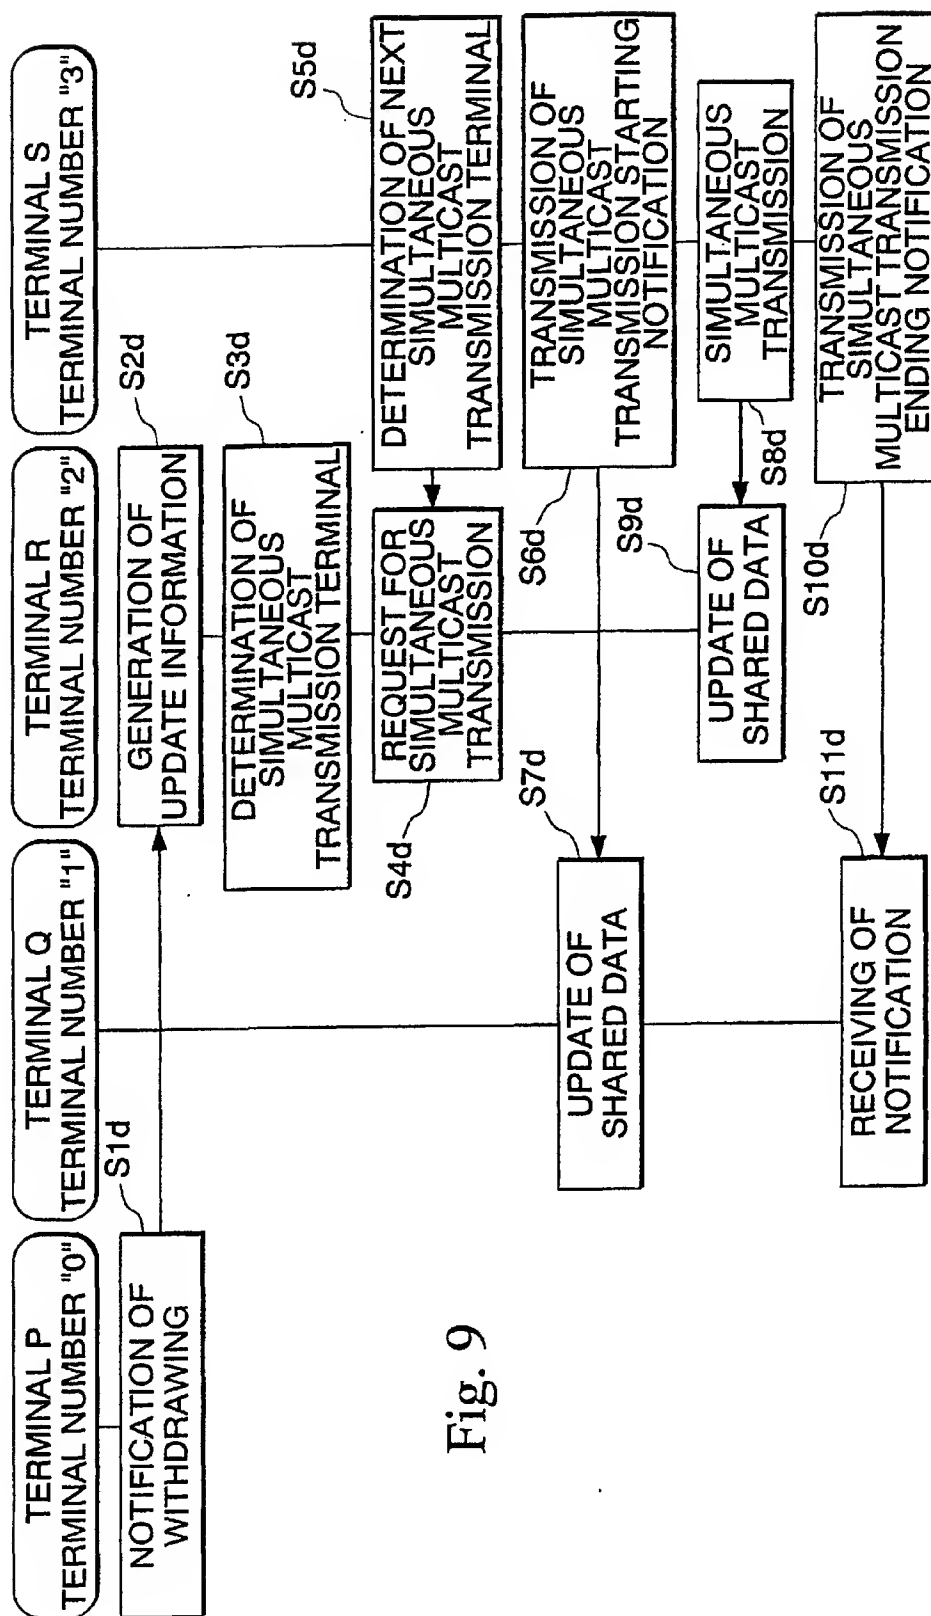 TERMINAL P
TERMINAL NUMBER "0"
TERMINAL Q
TERMINAL NUMBER "1"
TERMINAL R
TERMINAL NUMBER "2"
TERMINAL S
TERMINAL NUMBER "3"
S1d
NOTIFICATION OF
WITHDRAWING
S2d
GENERATION OF
UPDATE INFORMATION
S3d
DETERMINATION OF
SIMULTANEOUS
MULTICAST
TRANSMISSION TERMINAL
S4d
REQUEST FOR
SIMULTANEOUS
MULTICAST
TRANSMISSION
S5d
DETERMINATION OF NEXT
SIMULTANEOUS
MULTICAST
TRANSMISSION TERMINAL
S6d
TRANSMISSION OF
SIMULTANEOUS
MULTICAST
TRANSMISSION STARTING
NOTIFICATION
S7d
UPDATE OF
SHARED DATA
S8d
SIMULTANEOUS
MULTICAST
TRANSMISSION
S9d
UPDATE OF
SHARED DATA
S10d
TRANSMISSION OF
SIMULTANEOUS
MULTICAST TRANSMISSION
ENDING NOTIFICATION
S11d
RECEIVING OF
NOTIFICATION
Fig. 9